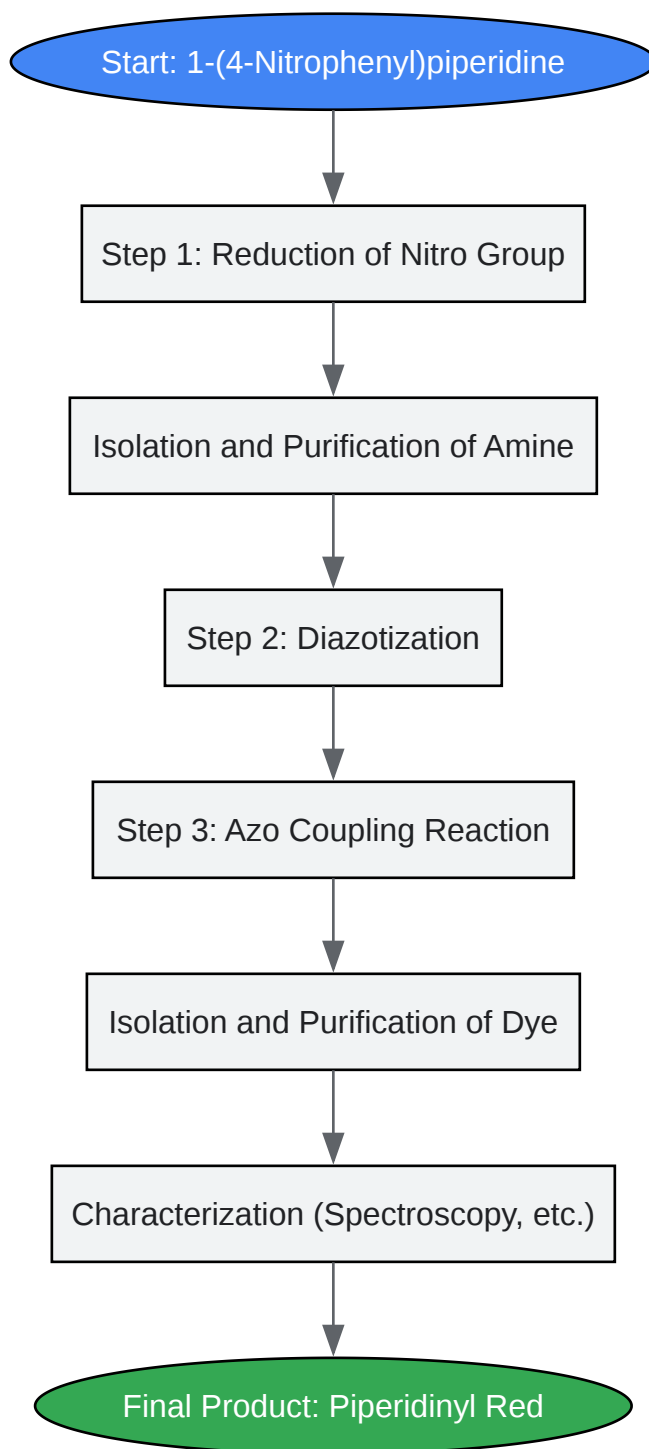 Start: 1-(4-Nitrophenyl)piperidine
Step 1: Reduction of Nitro Group
Isolation and Purification of Amine
Step 2: Diazotization
Step 3: Azo Coupling Reaction
Isolation and Purification of Dye
Characterization (Spectroscopy, etc.)
Final Product: Piperidinyl Red